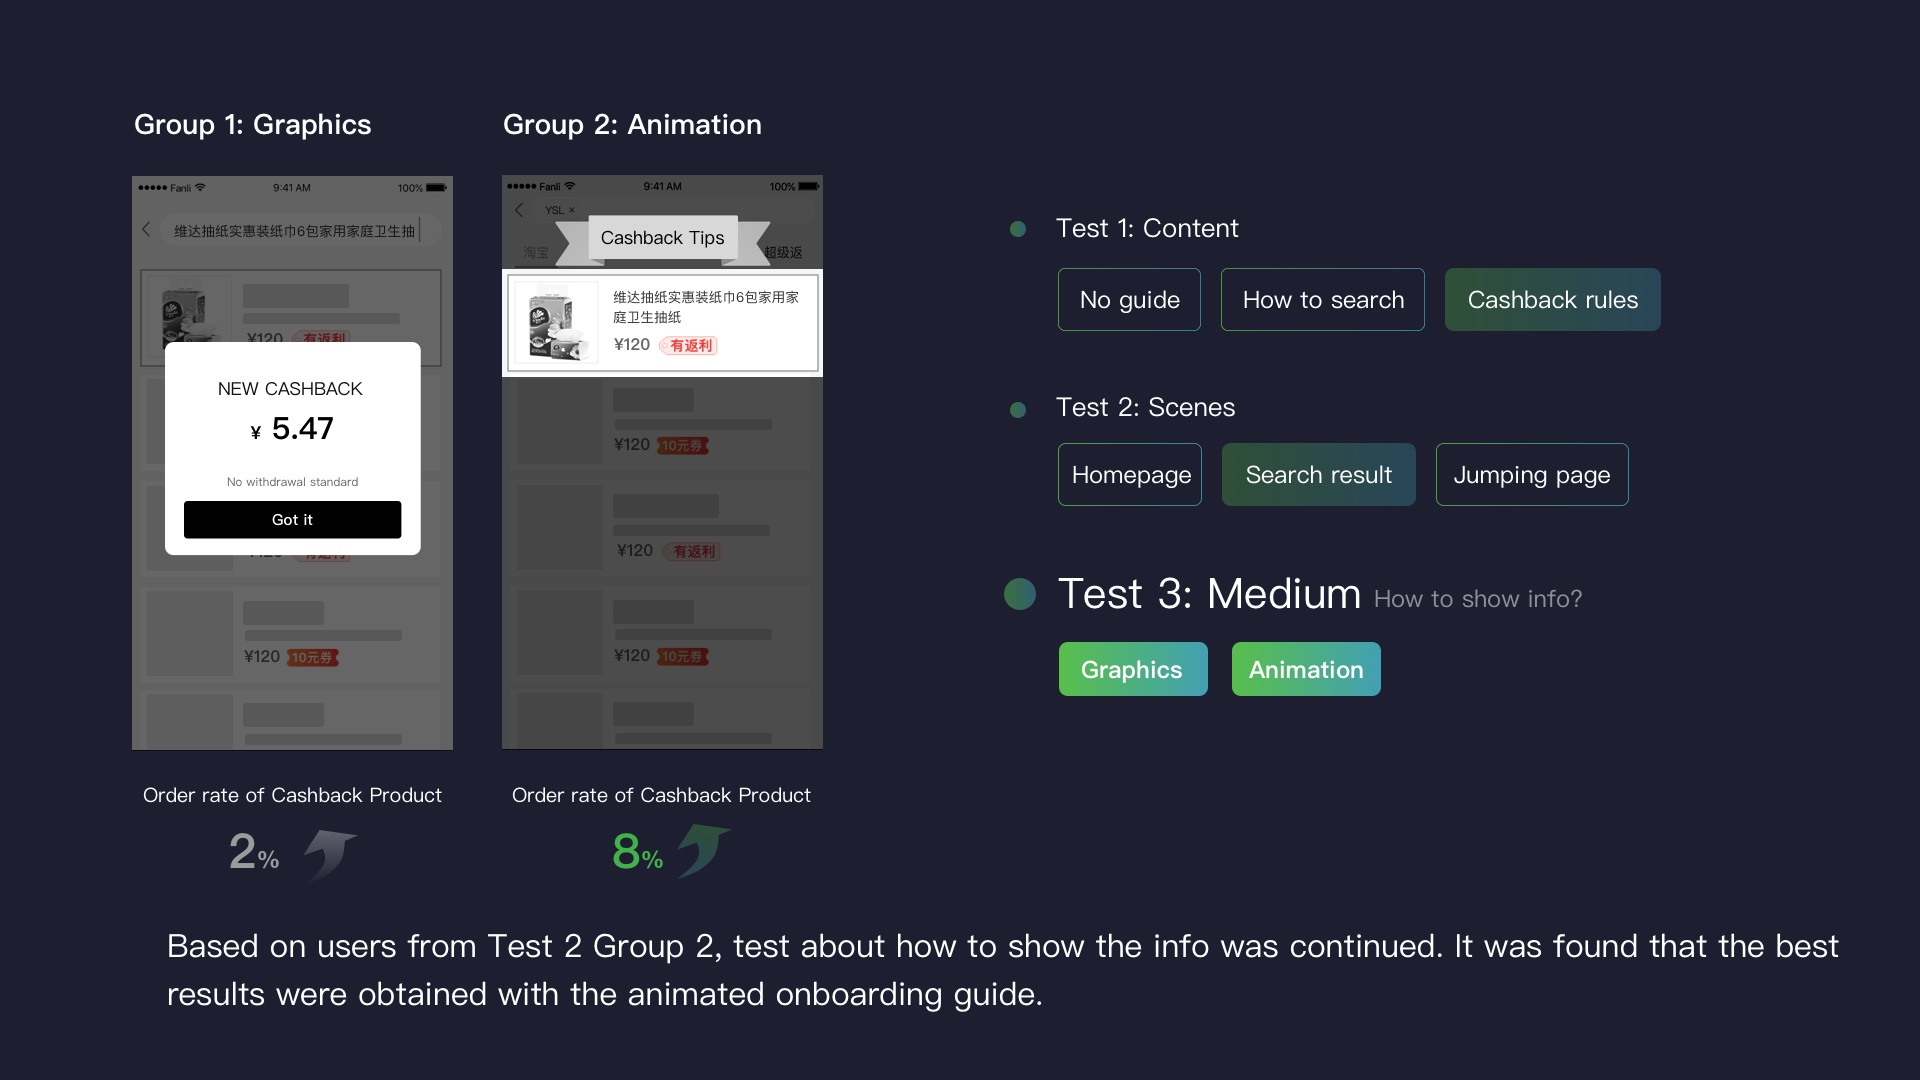 Group 1: Graphics
Fanli
9:41 AM
100%
维达抽纸实惠装纸巾6包家用家庭卫生抽
¥120 有返利
NEW CASHBACK
¥ 5.47
No withdrawal standard
Got it
¥120 有返利
¥120 10元券
Order rate of Cashback Product
2%
Group 2: Animation
Fanli
9:41 AM
100%
YSL ×
Cashback Tips
淘宝
超级返
维达抽纸实惠装纸巾6包家用家
庭卫生抽纸
¥120 有返利
¥120 10元券
¥120 有返利
¥120 10元券
Order rate of Cashback Product
8%
Test 1: Content
No guide
How to search
Cashback rules
Test 2: Scenes
Homepage
Search result
Jumping page
Test 3: Medium How to show info?
Graphics
Animation
Based on users from Test 2 Group 2, test about how to show the info was continued. It was found that the best
results were obtained with the animated onboarding guide.